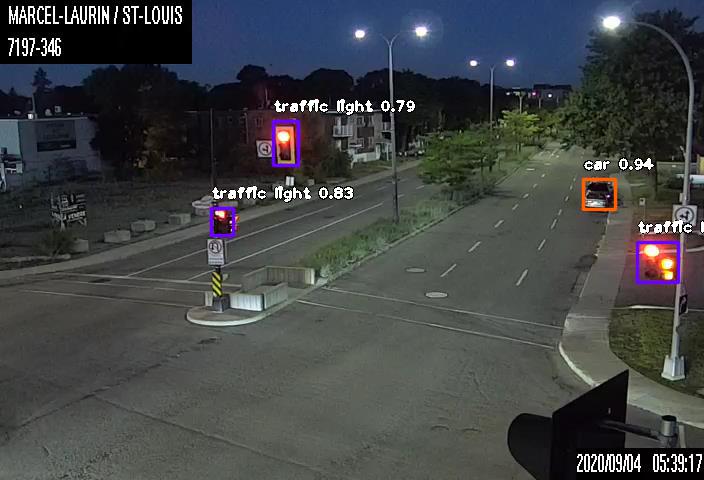 MARCEL-LAURIN / ST-LOUIS
7197-346
traffic light 0.79
car 0.94
traffic light 0.83
traffic l
2020/09/04 05:39:17